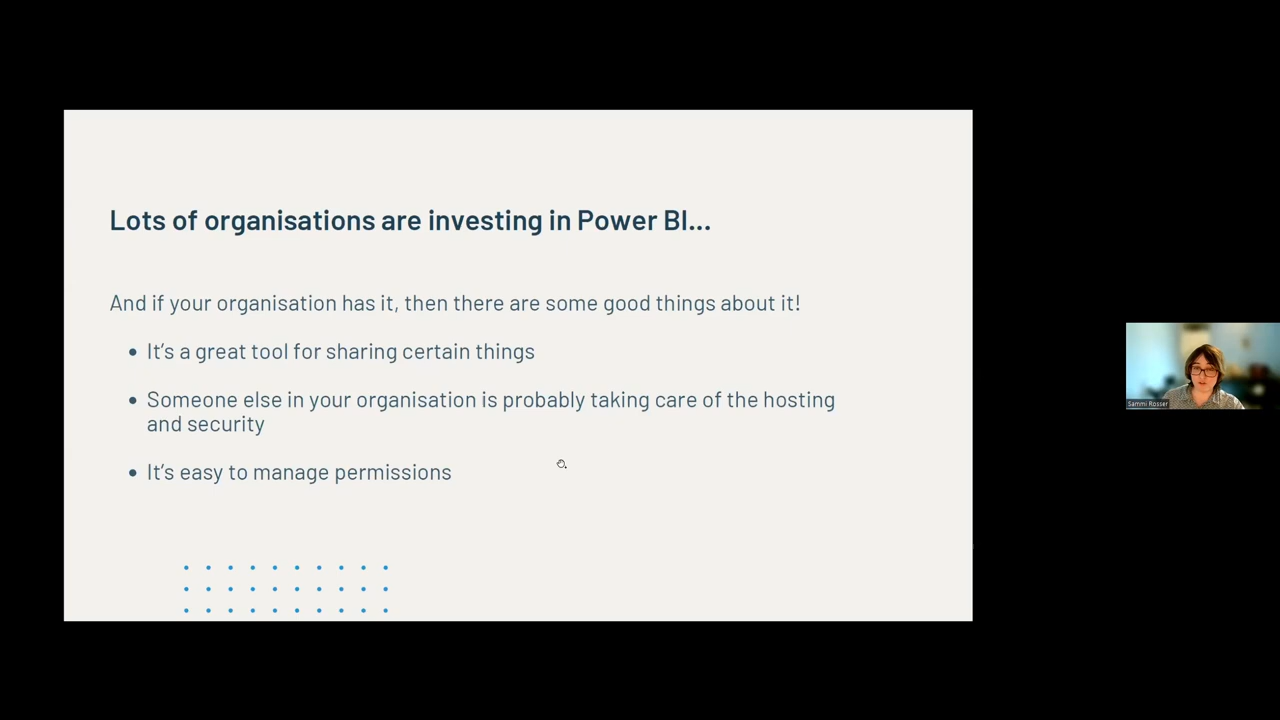 Lots of organisations are investing in Power BI...
And if your organisation has it, then there are some good things about it!
• It's a great tool for sharing certain things
• Someone else in your organisation is probably taking care of the hosting
and security
• It's easy to manage permissions
Sammi Rosser